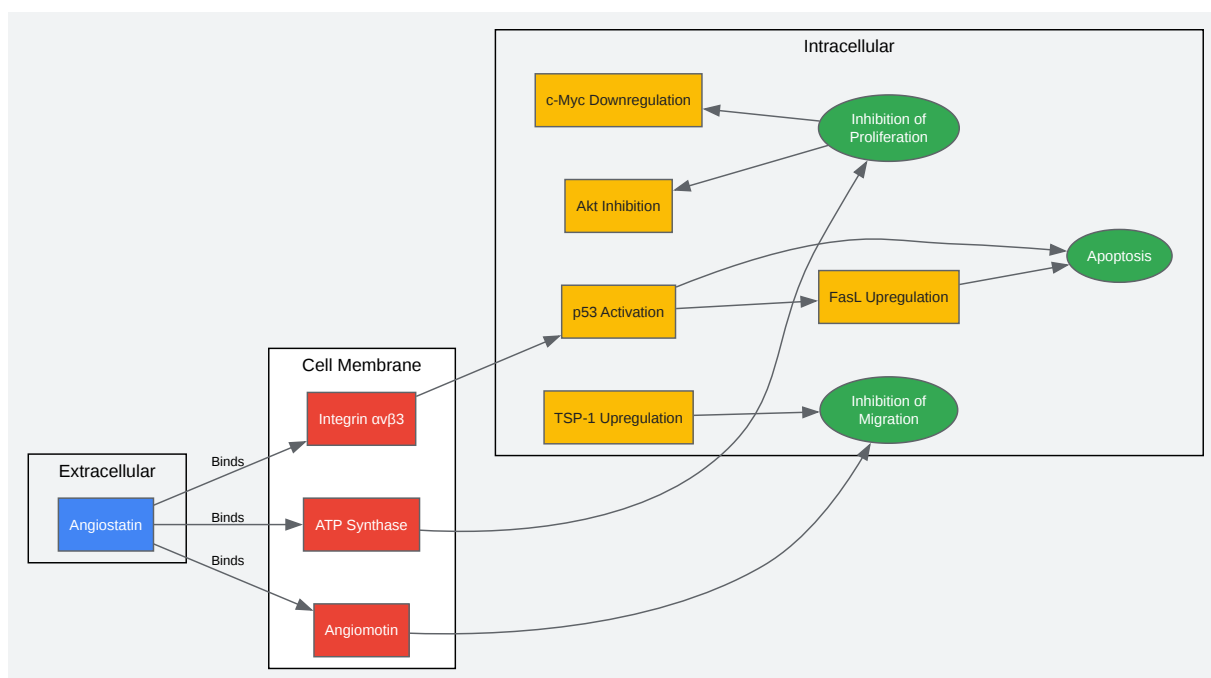 Intracellular
c-Myc Downregulation
Inhibition of
Proliferation
Akt Inhibition
Apoptosis
FasL Upregulation
p53 Activation
Cell Membrane
Integrin αvβ3
TSP-1 Upregulation
Inhibition of
Migration
Extracellular
Binds
Angiostatin
Binds
ATP Synthase
Binds
Angiomotin